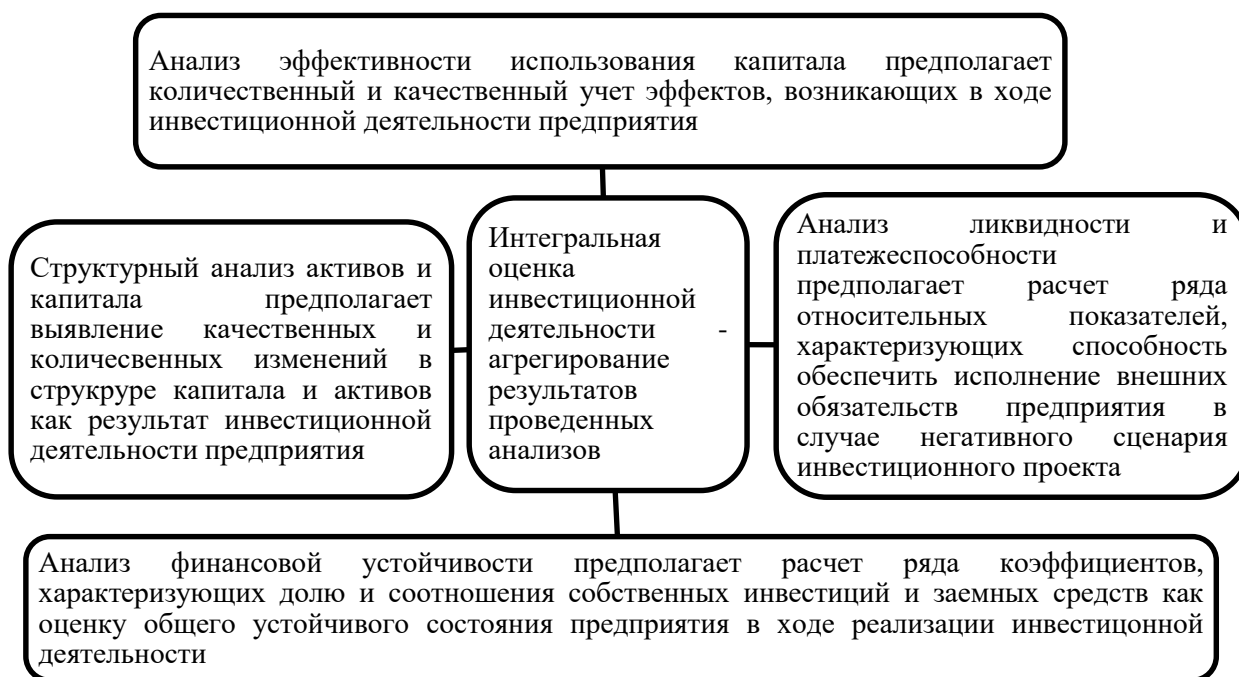 Анализ эффективности использования капитала предполагает
количественный и качественный учет эффектов, возникающих в ходе
инвестиционной деятельности предприятия
Структурный анализ активов и
капитала предполагает
выявление качественных и
количесвенных изменений в
струкруре капитала и активов
как результат инвестиционной
деятельности предприятия
Интегральная
оценка
инвестиционной
деятельности -
агрегирование
результатов
проведенных
анализов
Анализ ликвидности и
платежеспособности
предполагает расчет ряда
относительных показателей,
характеризующих способность
обеспечить исполнение внешних
обязательств предприятия в
случае негативного сценария
инвестиционного проекта
Анализ финансовой устойчивости предполагает расчет ряда коэффициентов,
характеризующих долю и соотношения собственных инвестиций и заемных средств как
оценку общего устойчивого состояния предприятия в ходе реализации инвестицонной
деятельности